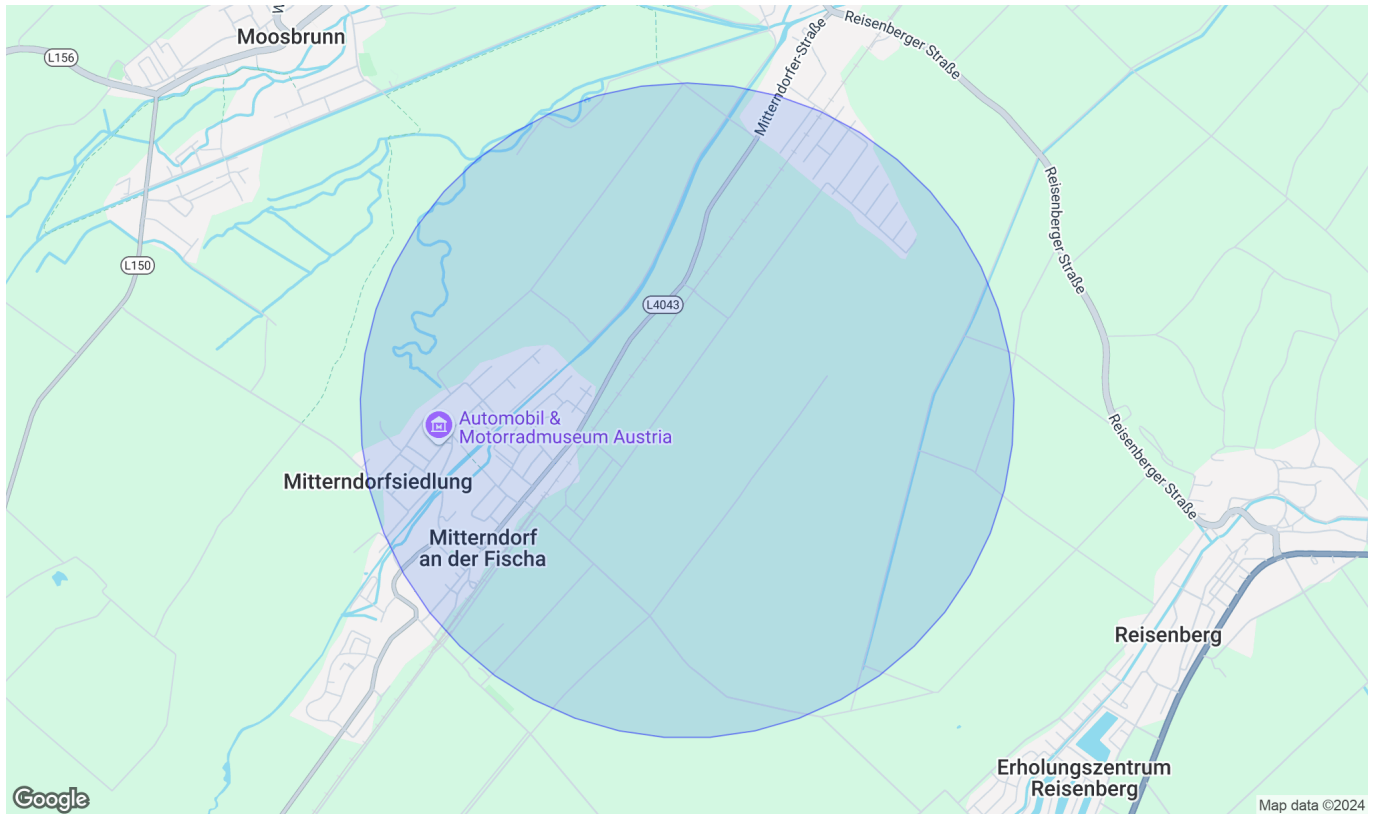 Moosbrunn
L156
Reisenberger Straße
Mitterndorfer-Straße
Reisenberger Straße
L150
L4043
Automobil &
Motorradmuseum Austria
Mitterndorfsiedlung
Reisenberger Straße
Mitterndorf
an der Fischa
Reisenberg
Erholungszentrum
Reisenberg
Google
Map data ©2024